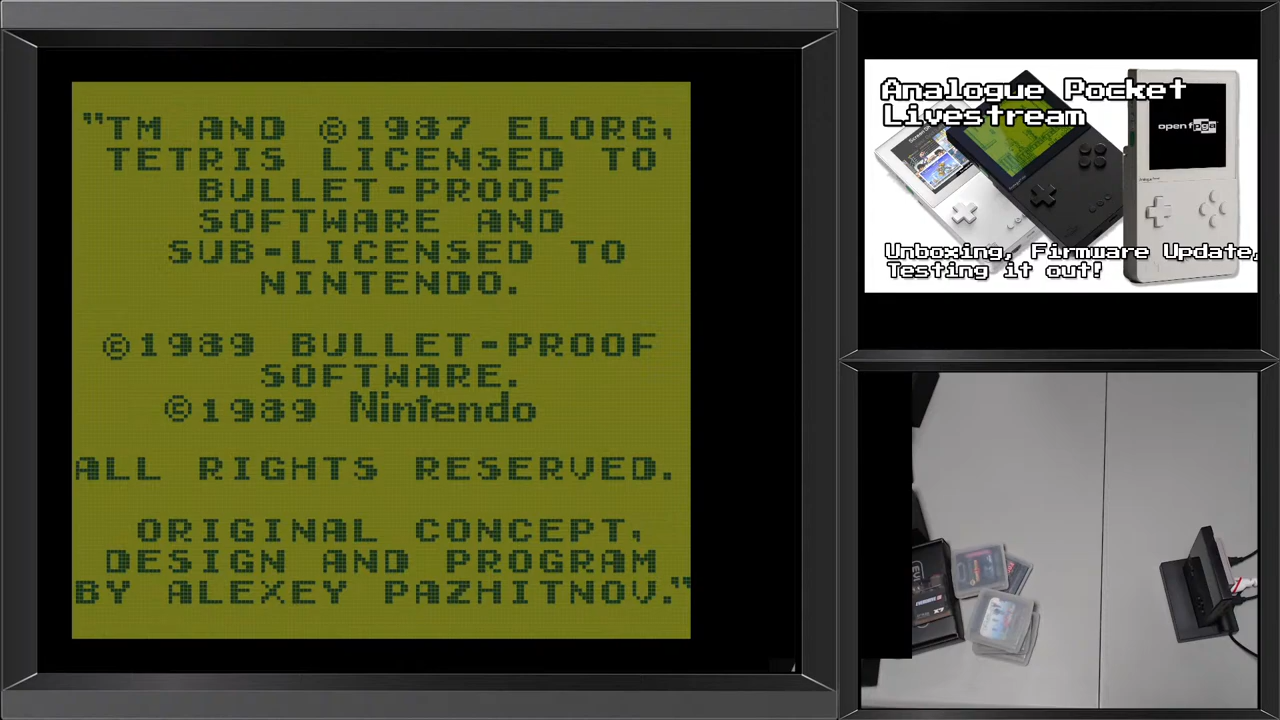 "TM AND ©1987 ELORG,
TETRIS LICENSED TO
BULLET-PROOF
SOFTWARE AND
SUB-LICENSED TO
NINTENDO.
©1989 BULLET-PROOF
SOFTWARE.
©1989 Nintendo
ALL RIGHTS RESERVED.
ORIGINAL CONCEPT,
DESIGN AND PROGRAM
BY ALEXEY PAZHITNOV."
Analogue Pocket
Livestream
openfpga
Unboxing, Firmware Update,
Testing it out!